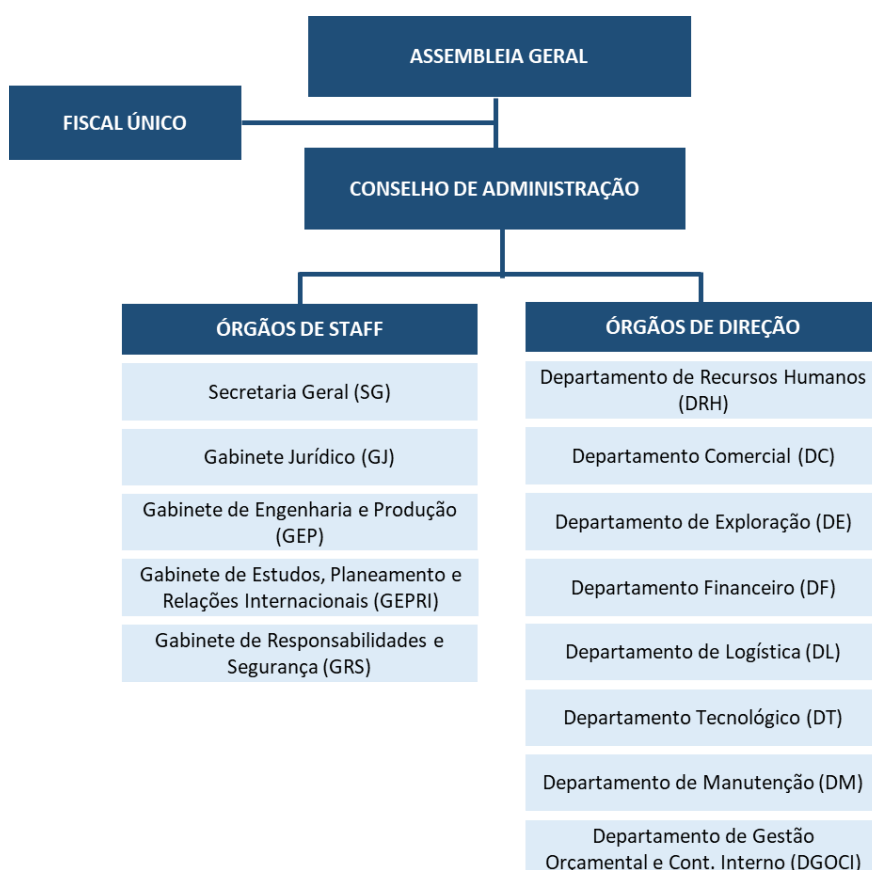 ASSEMBLEIA GERAL
FISCAL ÚNICO
CONSELHO DE ADMINISTRAÇÃO
ÓRGÃOS DE STAFF
Secretaria Geral (SG)
Gabinete Jurídico (GJ)
Gabinete de Engenharia e Produção
(GEP)
Gabinete de Estudos, Planeamento e
Relações Internacionais (GEPRI)
Gabinete de Responsabilidades e
Segurança (GRS)
ÓRGÃOS DE DIREÇÃO
Departamento de Recursos Humanos
(DRH)
Departamento Comercial (DC)
Departamento de Exploração (DE)
Departamento Financeiro (DF)
Departamento de Logística (DL)
Departamento Tecnológico (DT)
Departamento de Manutenção (DM)
Departamento de Gestão
Orçamental e Cont. Interno (DGOCI)